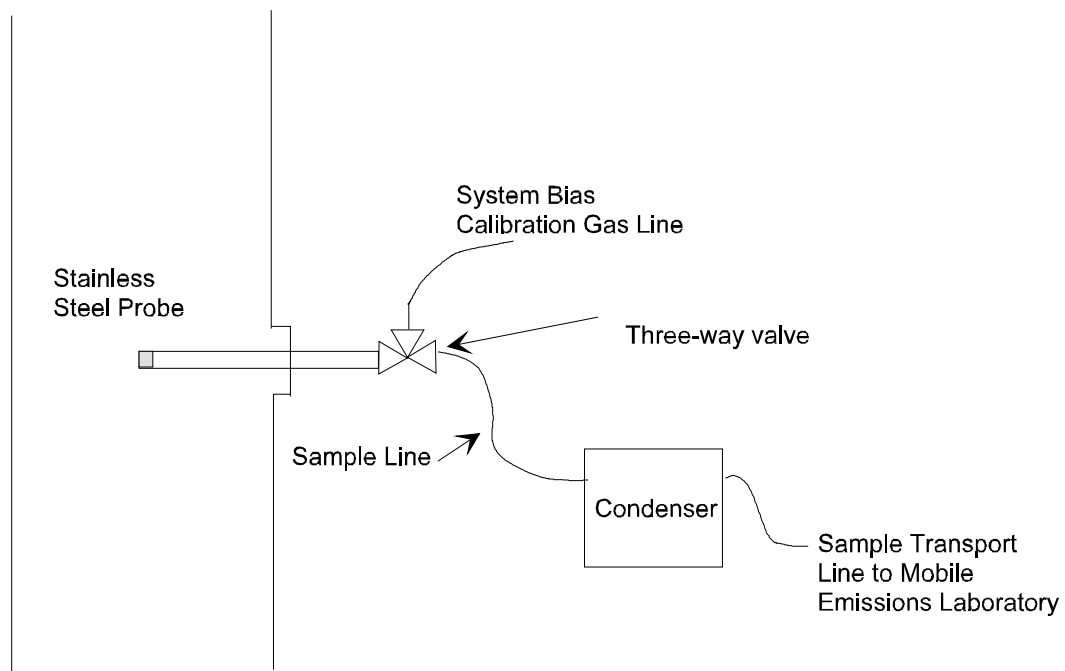 System Bias
Calibration Gas Line
Stainless
Steel Probe
Three-way valve
Sample Line
Condenser
Sample Transport
Line to Mobile
Emissions Laboratory